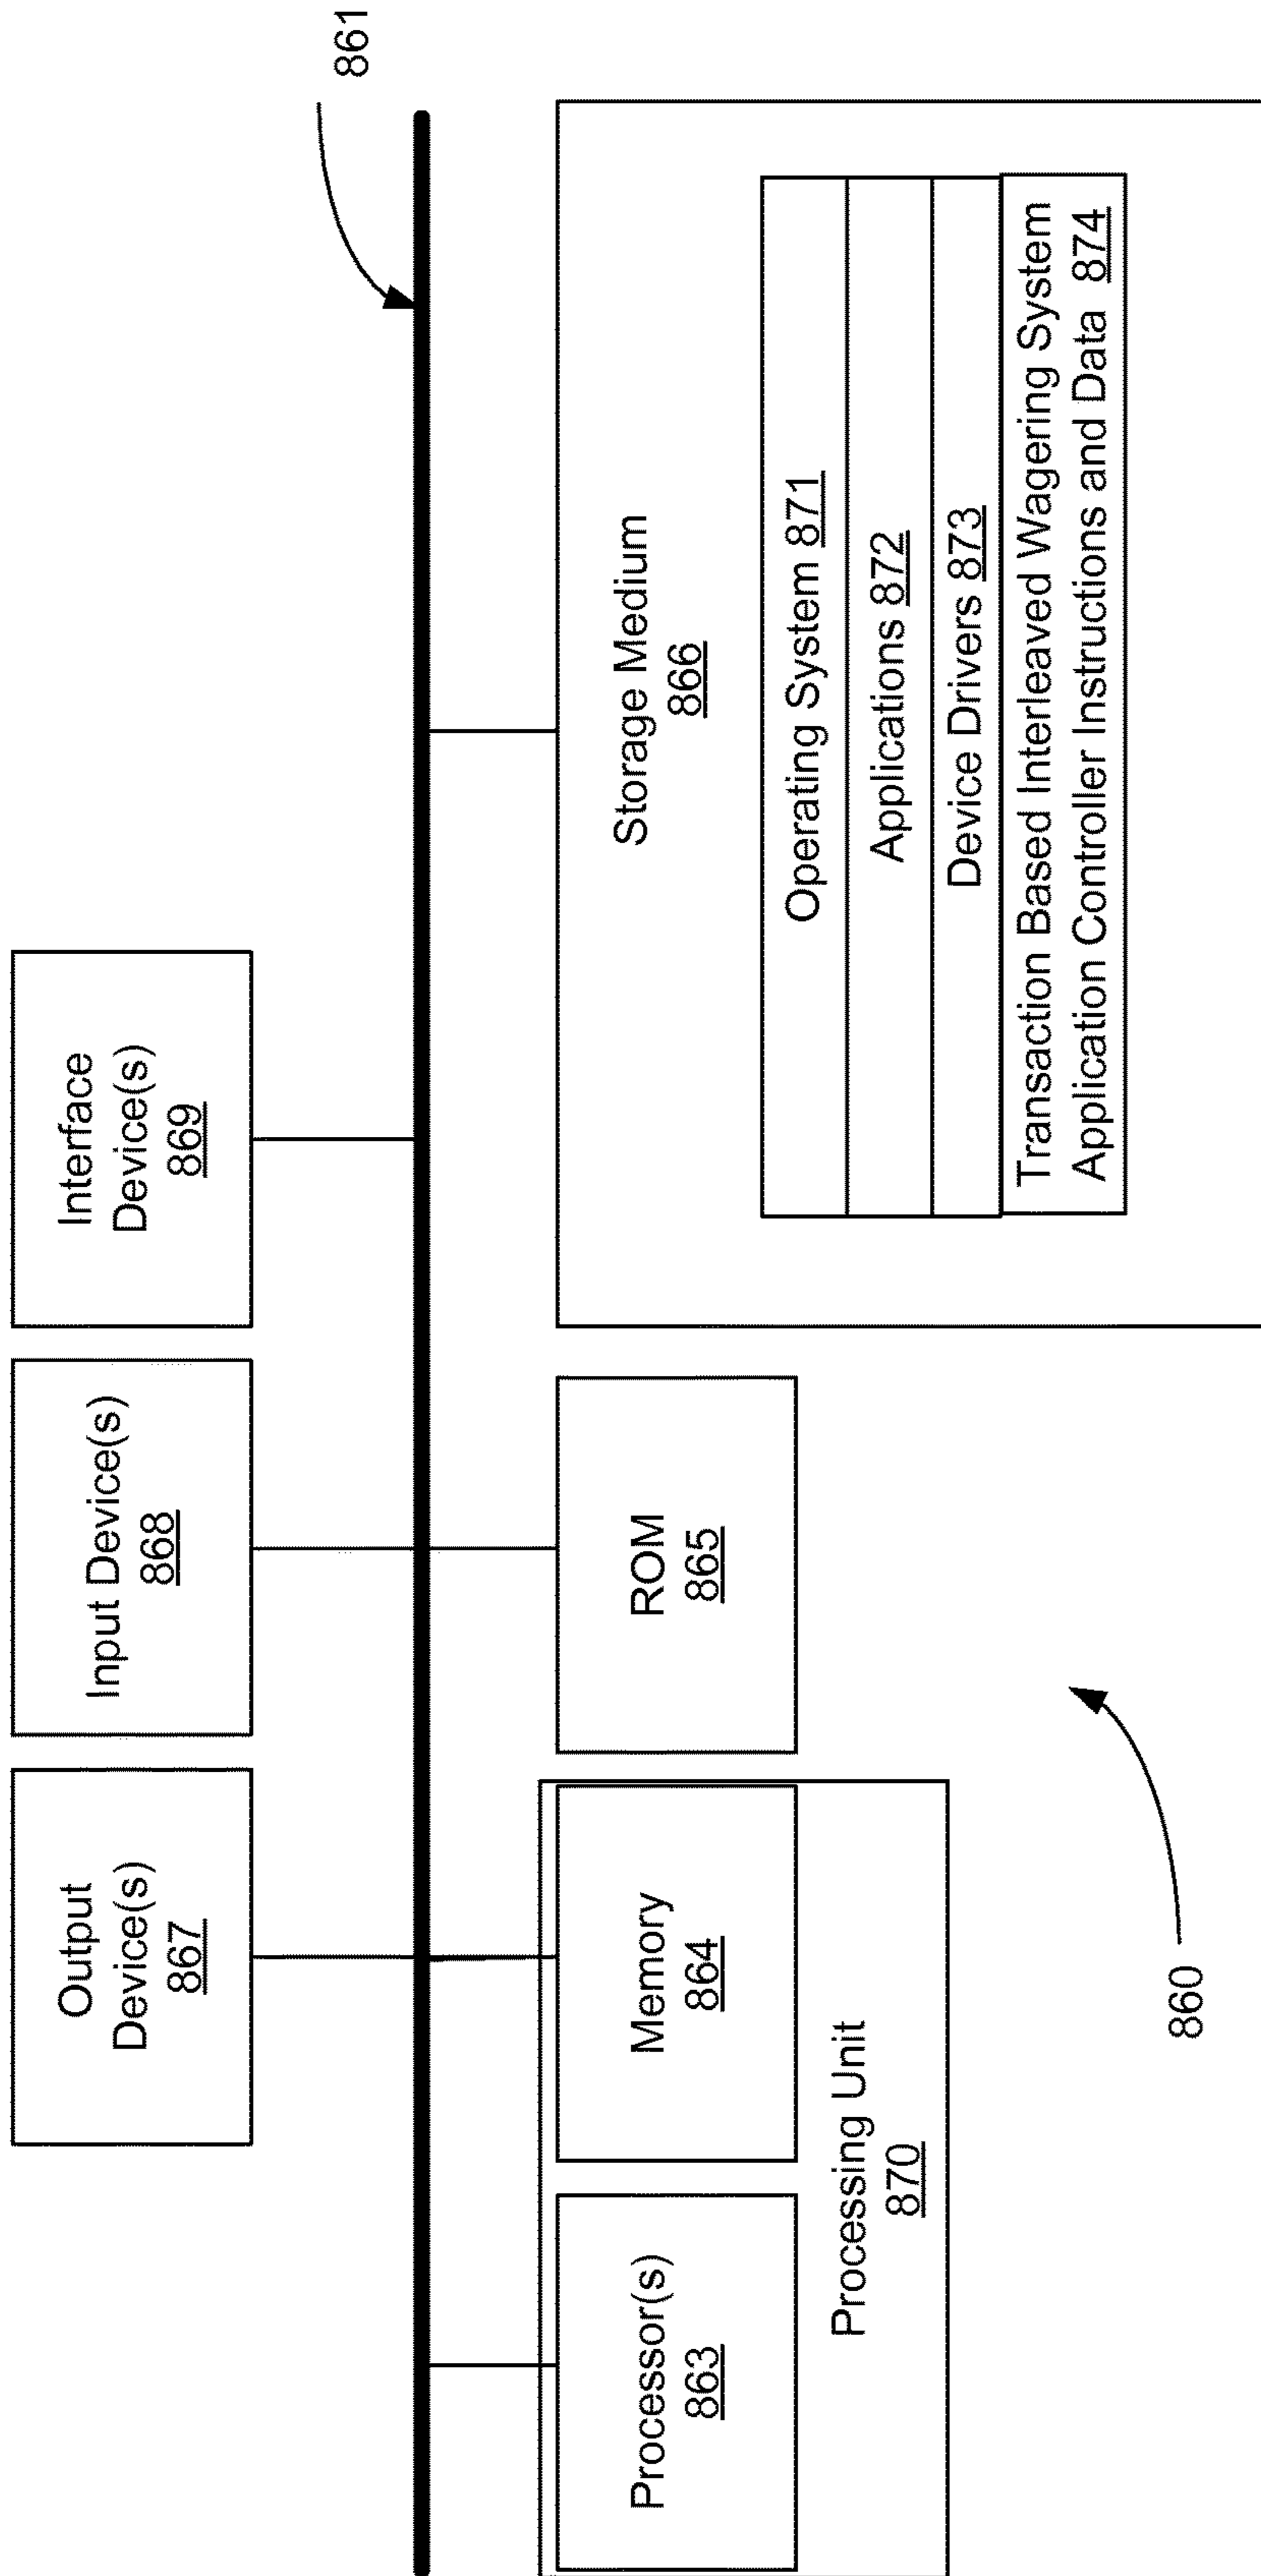 861
Output
Device(s)
867
Input Device(s)
868
Interface
Device(s)
869
Processor(s)
863
Memory
864
Processing Unit
870
ROM
865
Storage Medium
866
Operating System 871
Applications 872
Device Drivers 873
Transaction Based Interleaved Wagering System
Application Controller Instructions and Data 874
860